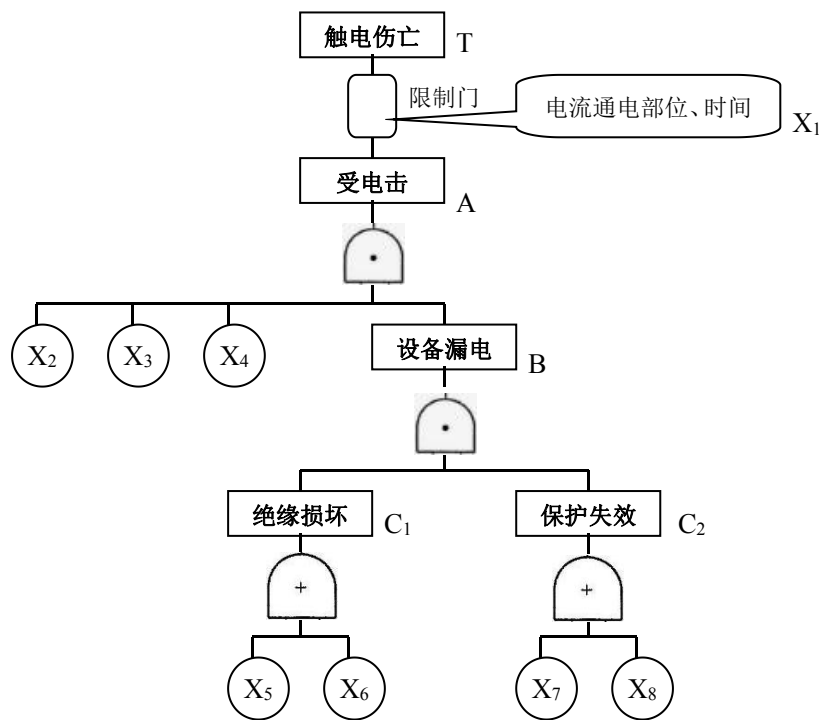 触电伤亡 T
限制门
电流通电部位、时间 X1
受电击 A
X2 X3 X4 设备漏电 B
绝缘损坏 C1 保护失效 C2
+ +
X5 X6 X7 X8